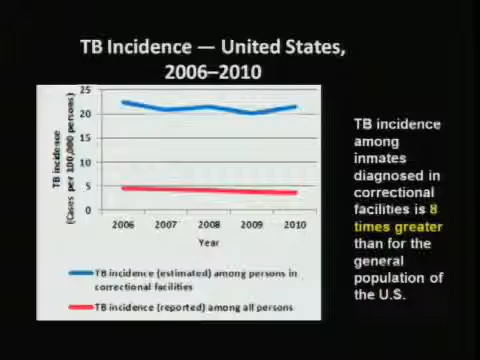 TB Incidence — United States,
2006–2010
25
20
15
10
5
0
TB incidence
(Cases per 100,000 persons)
2006 2007 2008 2009 2010
Year
TB incidence (estimated) among persons in
correctional facilities
TB incidence (reported) among all persons
TB incidence
among
inmates
diagnosed in
correctional
facilities is 8
times greater
than for the
general
population of
the U.S.